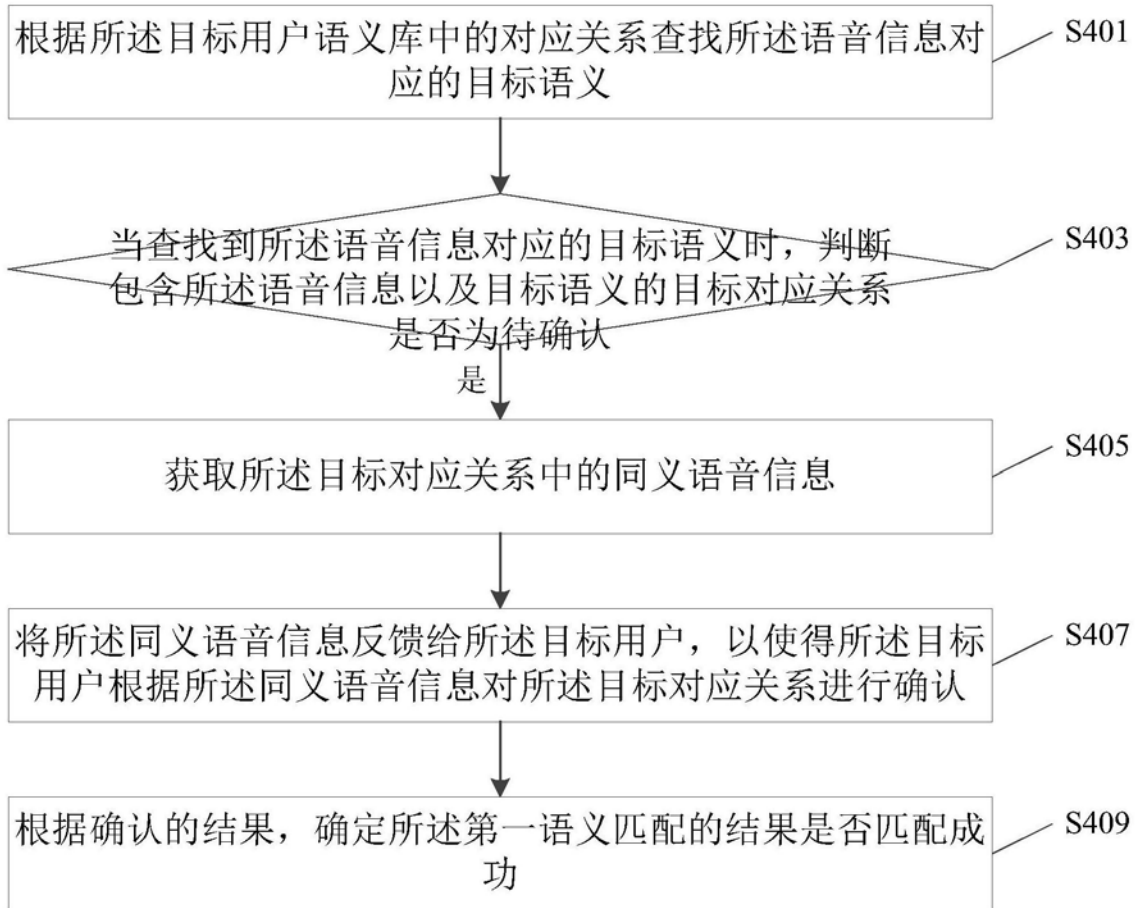 根据所述目标用户语义库中的对应关系查找所述语音信息对
应的目标语义
S401
当查找到所述语音信息对应的目标语义时，判断
包含所述语音信息以及目标语义的目标对应关系
是否为待确认
S403
是
获取所述目标对应关系中的同义语音信息
S405
将所述同义语音信息反馈给所述目标用户，以使得所述目标
用户根据所述同义语音信息对所述目标对应关系进行确认
S407
根据确认的结果，确定所述第一语义匹配的结果是否匹配成
功
S409